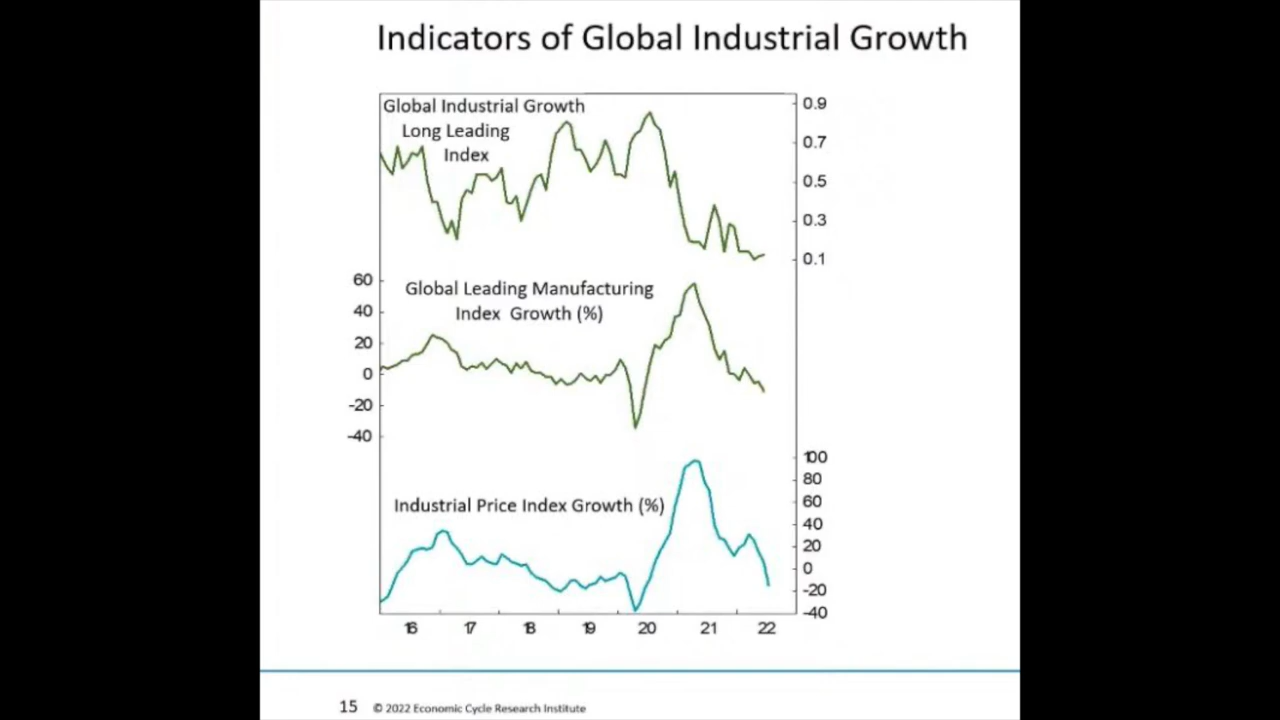 Indicators of Global Industrial Growth
Global Industrial Growth
Long Leading
Index
0.9
0.7
0.5
0.3
0.1
60
40
20
0
-20
-40
Global Leading Manufacturing
Index Growth (%)
100
80
60
40
20
0
-20
-40
Industrial Price Index Growth (%)
16 17 18 19 20 21 22
15 © 2022 Economic Cycle Research Institute